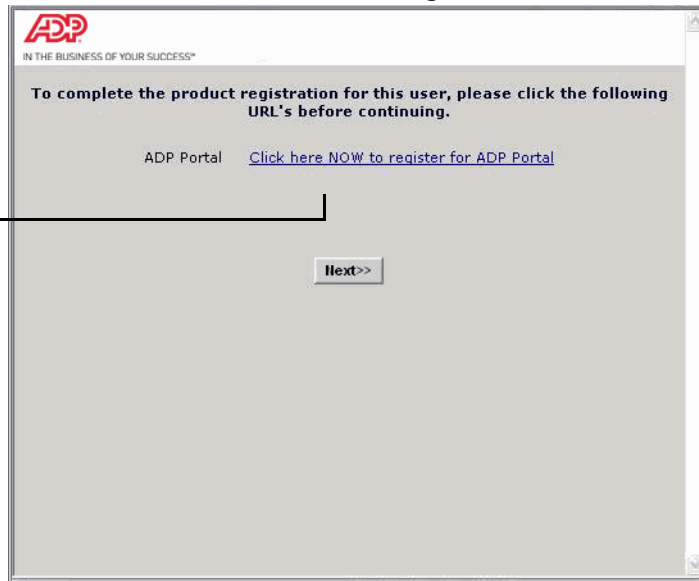 ADP
IN THE BUSINESS OF YOUR SUCCESS℠
To complete the product registration for this user, please click the following
URL's before continuing.
ADP Portal Click here NOW to register for ADP Portal
Next>>